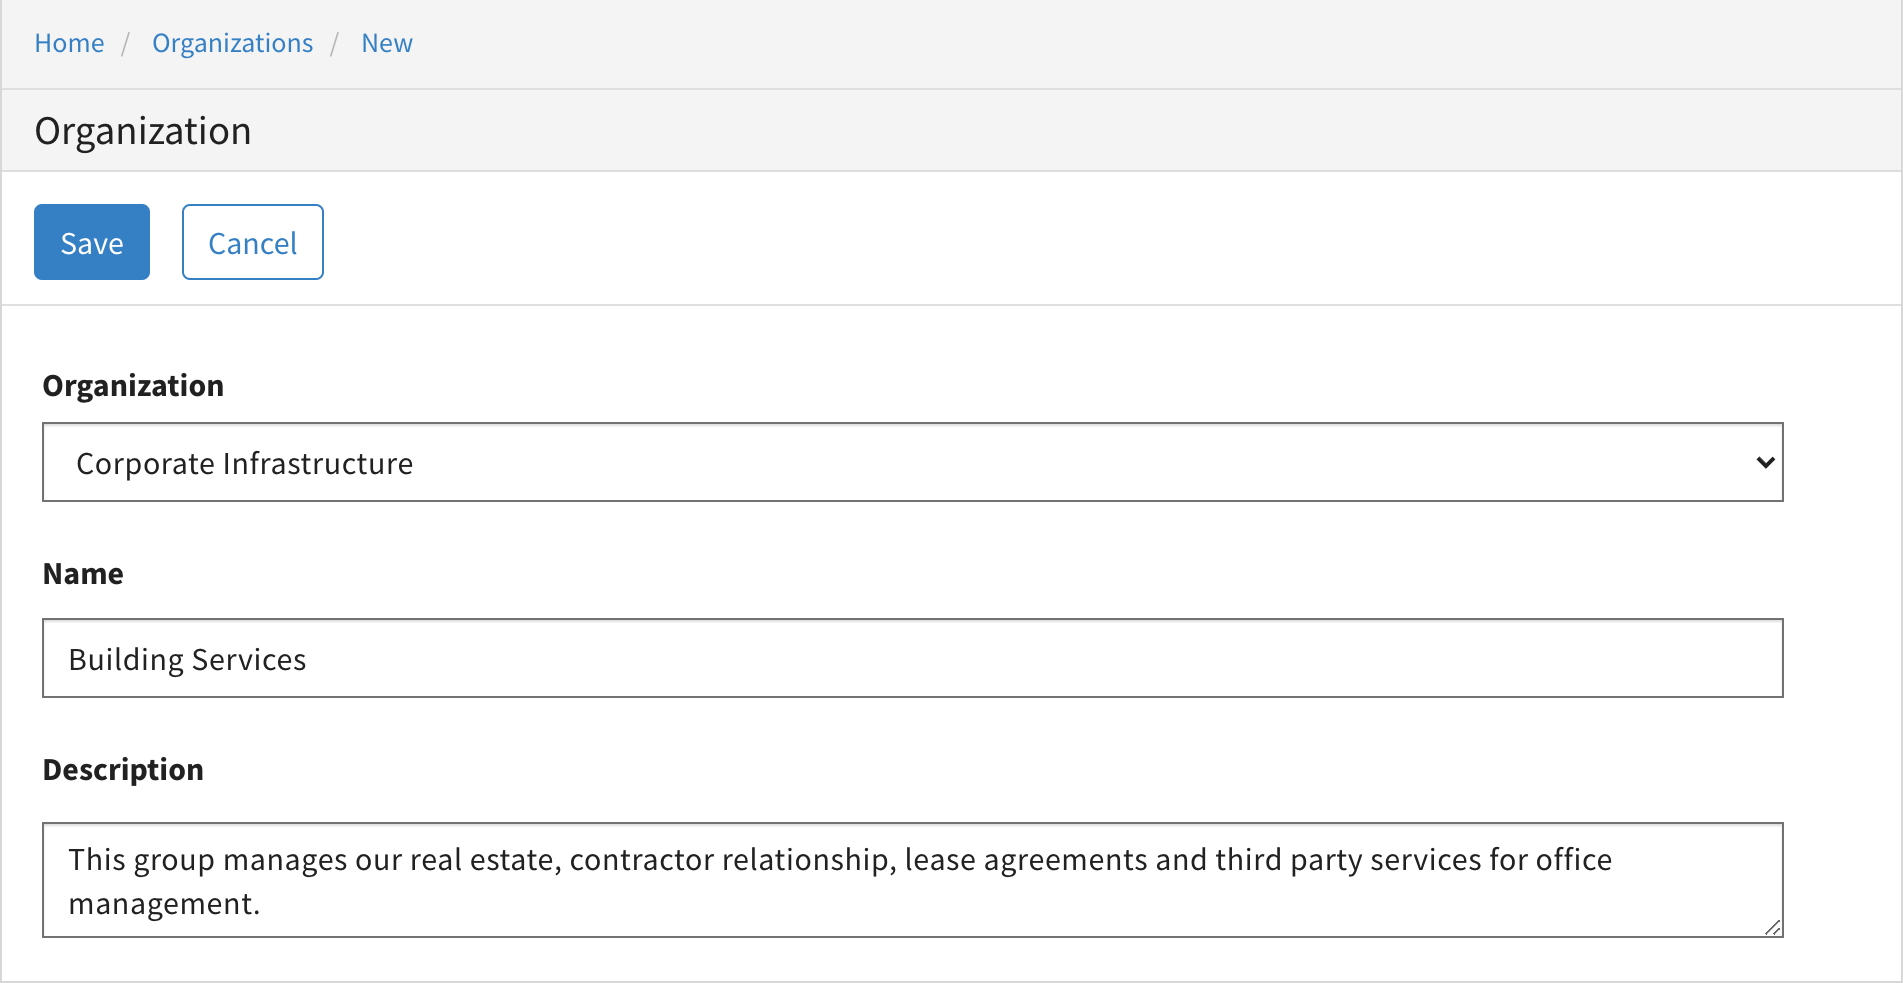 Home / Organizations / New
Organization
Save Cancel
Organization
Corporate Infrastructure
Name
Building Services
Description
This group manages our real estate, contractor relationship, lease agreements and third party services for office
management.